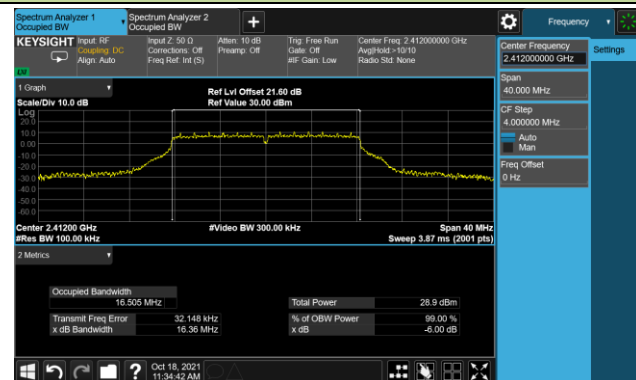 Spectrum Analyzer 1
Occupied BW
Spectrum Analyzer 2
Occupied BW
+
Frequency
KEYSIGHT
Input: RF
Coupling: DC
Align: Auto
Input Z: 50 Ω
Corrections: Off
Freq Ref: Int (S)
Atten: 10 dB
Preamp: Off
Trig: Free Run
Gate: Off
#IF Gain: Low
Center Freq: 2.412000000 GHz
Avg|Hold:>10/10
Radio Std: None
Center Frequency
2.412000000 GHz
Settings
Span
40.000 MHz
CF Step
4.000000 MHz
Auto
Man
Freq Offset
0 Hz
1 Graph
Scale/Div 10.0 dB
Ref Lvl Offset 21.60 dB
Ref Value 30.00 dBm
Log
20.0
10.0
0.00
-10.0
-20.0
-30.0
-40.0
-50.0
-60.0
Center 2.41200 GHz
#Res BW 100.00 kHz
#Video BW 300.00 kHz
Span 40 MHz
Sweep 3.87 ms (2001 pts)
2 Metrics
Occupied Bandwidth
16.505 MHz
Transmit Freq Error 32.148 kHz
x dB Bandwidth 16.36 MHz
Total Power 28.9 dBm
% of OBW Power 99.00 %
x dB -6.00 dB
?
Oct 18, 2021
11:34:42 AM